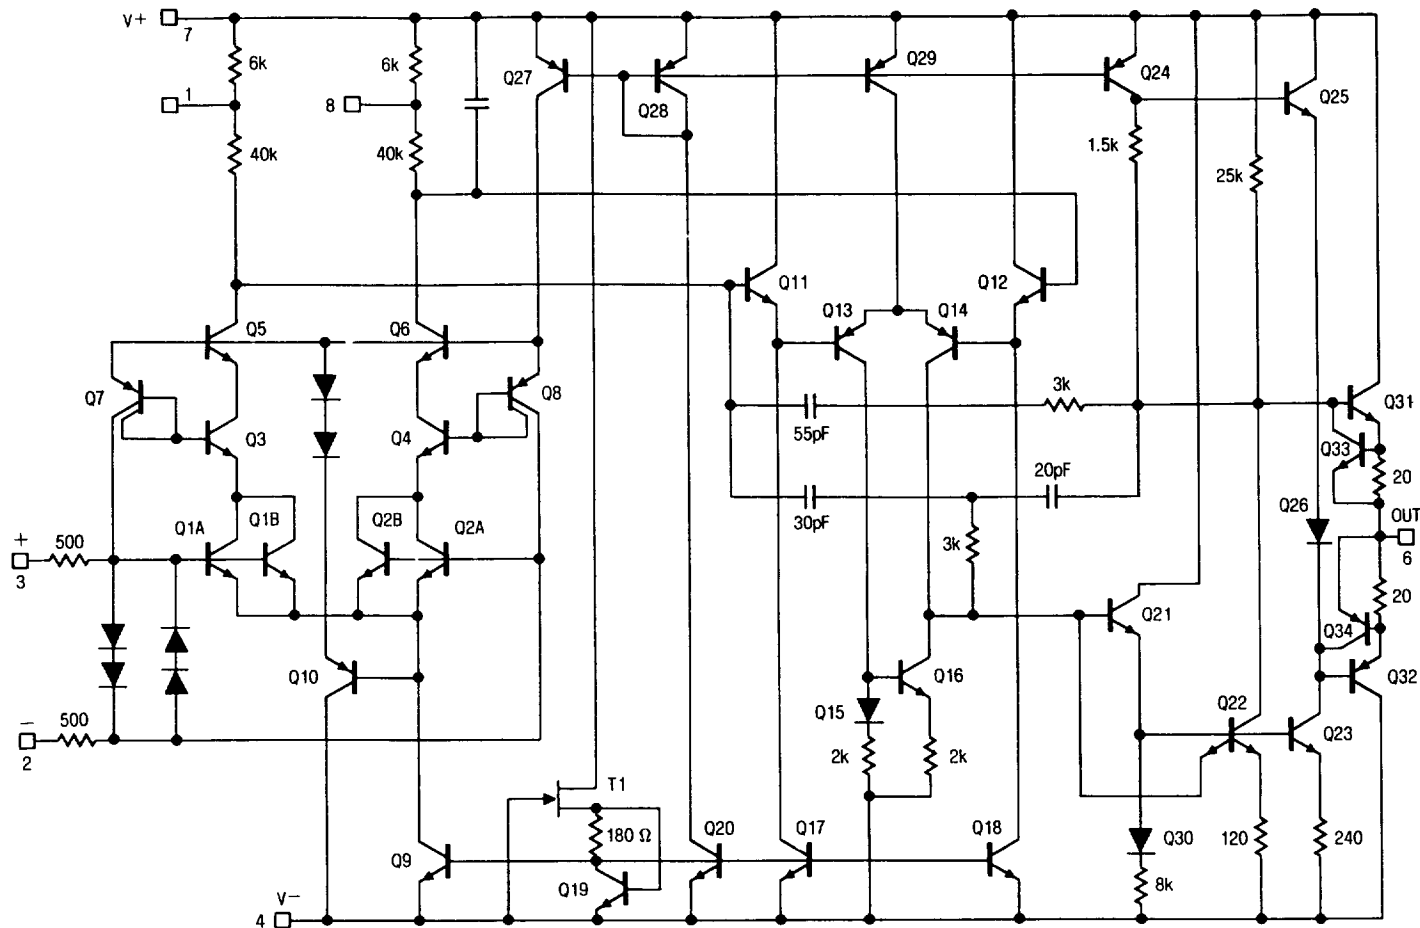 V+
7
6k
6k
Q27
Q28
Q29
Q24
Q25
1
8
40k
40k
1.5k
25k
Q11
Q12
Q5
Q6
Q13
Q14
Q7
Q8
3k
Q31
Q3
Q4
55pF
Q33
20pF
20
Q1A
Q1B
Q2B
Q2A
30pF
Q26
OUT
+
500
3k
6
3
20
Q21
Q34
Q10
Q16
Q32
–
500
Q15
Q22
2
2k
2k
Q23
T1
180 Ω
Q20
Q17
Q18
Q9
120
Q30
240
Q19
8k
V–
4